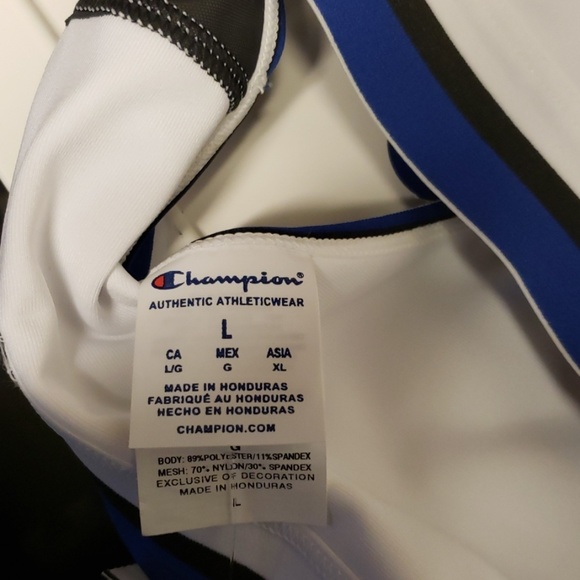 Champion®
AUTHENTIC ATHLETICWEAR
L
CA MEX ASIA
L/G G XL
MADE IN HONDURAS
FABRIQUÉ AU HONDURAS
HECHO EN HONDURAS
CHAMPION.COM
G
BODY: 89%POLYESTER/11%SPANDEX
MESH: 70% NYLON/30% SPANDEX
EXCLUSIVE OF DECORATION
MADE IN HONDURAS